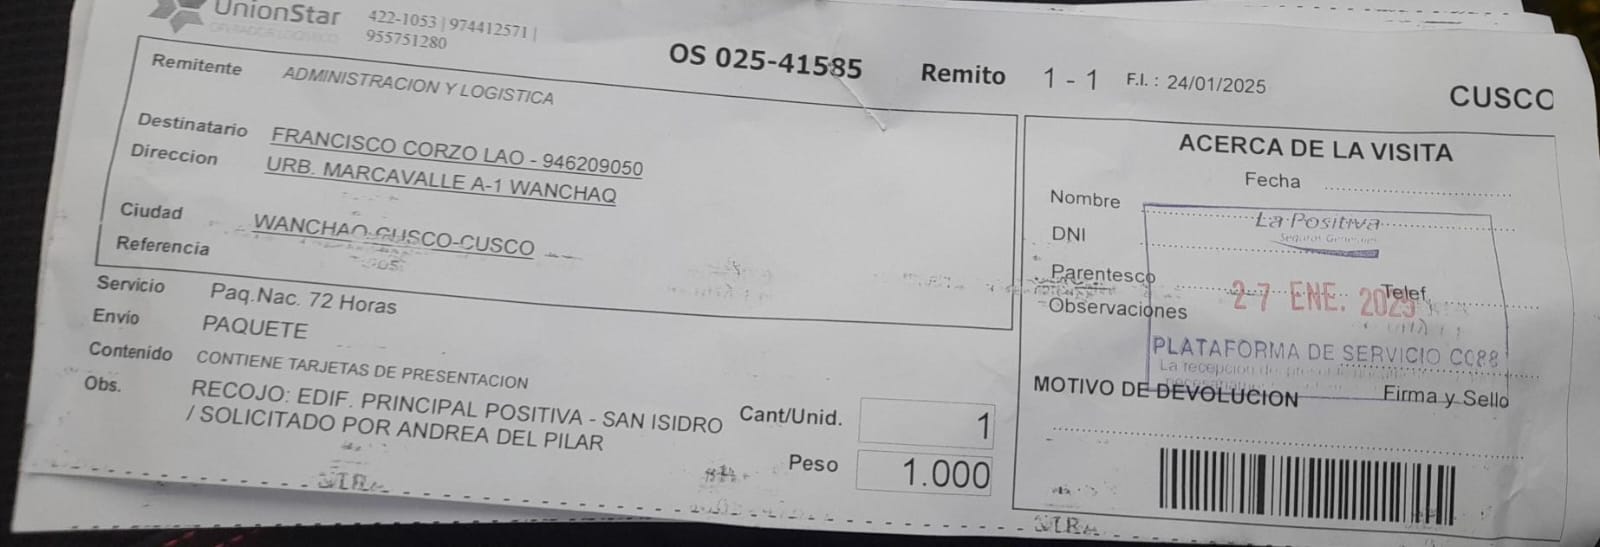 UnionStar
422-1053 | 974412571 |
955751280
OS 025-41585
Remito 1 - 1
F.I. : 24/01/2025
CUSCO
Remitente ADMINISTRACION Y LOGISTICA
Destinatario FRANCISCO CORZO LAO - 946209050
Direccion URB. MARCAVALLE A-1 WANCHAQ
Ciudad WANCHAQ-CUSCO-CUSCO
Referencia
Servicio Paq.Nac. 72 Horas
Envío PAQUETE
Contenido CONTIENE TARJETAS DE PRESENTACION
Obs. RECOJO: EDIF. PRINCIPAL POSITIVA - SAN ISIDRO
/ SOLICITADO POR ANDREA DEL PILAR
Cant/Unid. 1
Peso 1.000
ACERCA DE LA VISITA
Fecha
Nombre
DNI
Parentesco
Telef.
Observaciones
La Positiva
Seguros Generales
27 ENE. 2025
PLATAFORMA DE SERVICIO C088
La recepcion
MOTIVO DE DEVOLUCION
Firma y Sello